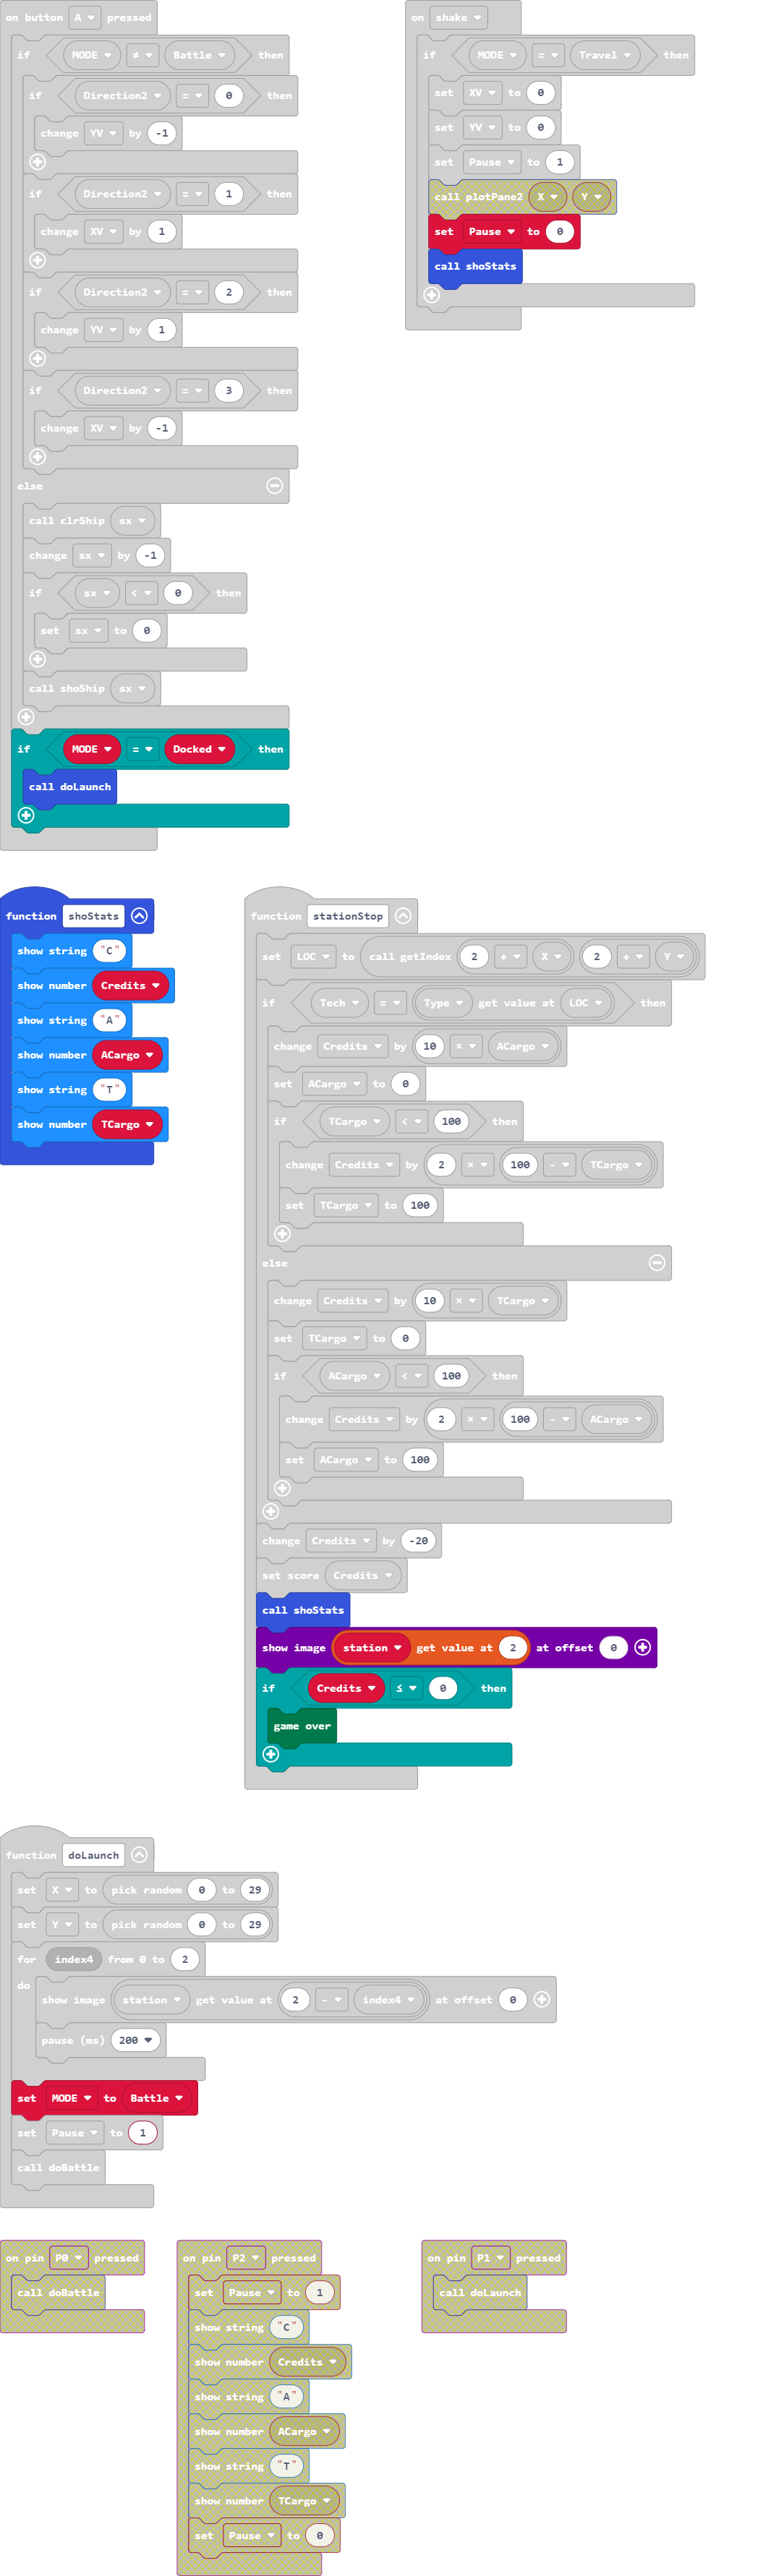 on button A pressed
if MODE ≠ Battle then
if Direction2 = 0 then
change YV by -1
if Direction2 = 1 then
change XV by 1
if Direction2 = 2 then
change YV by 1
if Direction2 = 3 then
change XV by -1
else
call clrShip sx
change sx by -1
if sx < 0 then
set sx to 0
call shoShip sx
if MODE = Docked then
call doLaunch
on shake
if MODE = Travel then
set XV to 0
set YV to 0
set Pause to 1
call plotPane2 X Y
set Pause to 0
call shoStats
function shoStats
show string "C"
show number Credits
show string "A"
show number ACargo
show string "T"
show number TCargo
function stationStop
set LOC to call getIndex 2 + X 2 + Y
if Tech = Type get value at LOC then
change Credits by 10 × ACargo
set ACargo to 0
if TCargo < 100 then
change Credits by 2 × 100 - TCargo
set TCargo to 100
else
change Credits by 10 × TCargo
set TCargo to 0
if ACargo < 100 then
change Credits by 2 × 100 - ACargo
set ACargo to 100
change Credits by -20
set score Credits
call shoStats
show image station get value at 2 at offset 0
if Credits ≤ 0 then
game over
function doLaunch
set X to pick random 0 to 29
set Y to pick random 0 to 29
for index4 from 0 to 2
do show image station get value at 2 - index4 at offset 0
pause (ms) 200
set MODE to Battle
set Pause to 1
call doBattle
on pin P0 pressed
call doBattle
on pin P2 pressed
set Pause to 1
show string "C"
show number Credits
show string "A"
show number ACargo
show string "T"
show number TCargo
set Pause to 0
on pin P1 pressed
call doLaunch